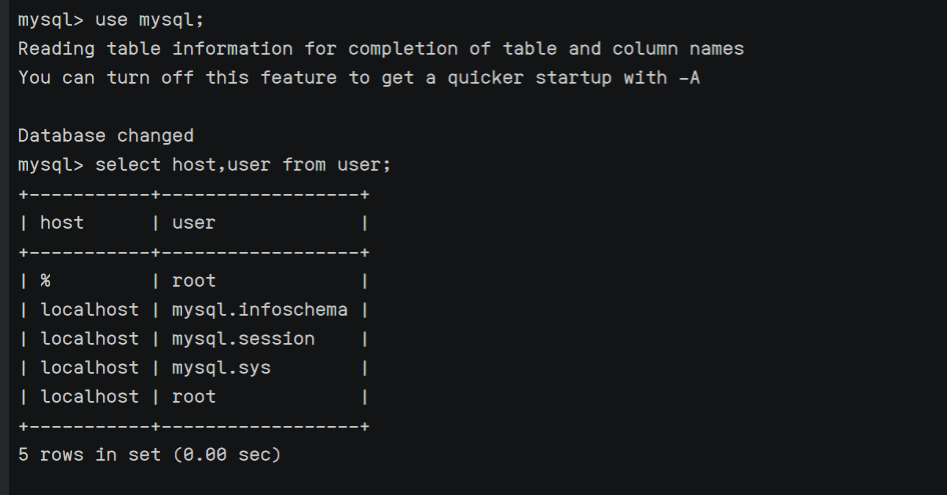 mysql> use mysql;
Reading table information for completion of table and column names
You can turn off this feature to get a quicker startup with -A

Database changed
mysql> select host,user from user;
+-----------+------------------+
| host      | user             |
+-----------+------------------+
| %         | root             |
| localhost | mysql.infoschema |
| localhost | mysql.session    |
| localhost | mysql.sys        |
| localhost | root             |
+-----------+------------------+
5 rows in set (0.00 sec)